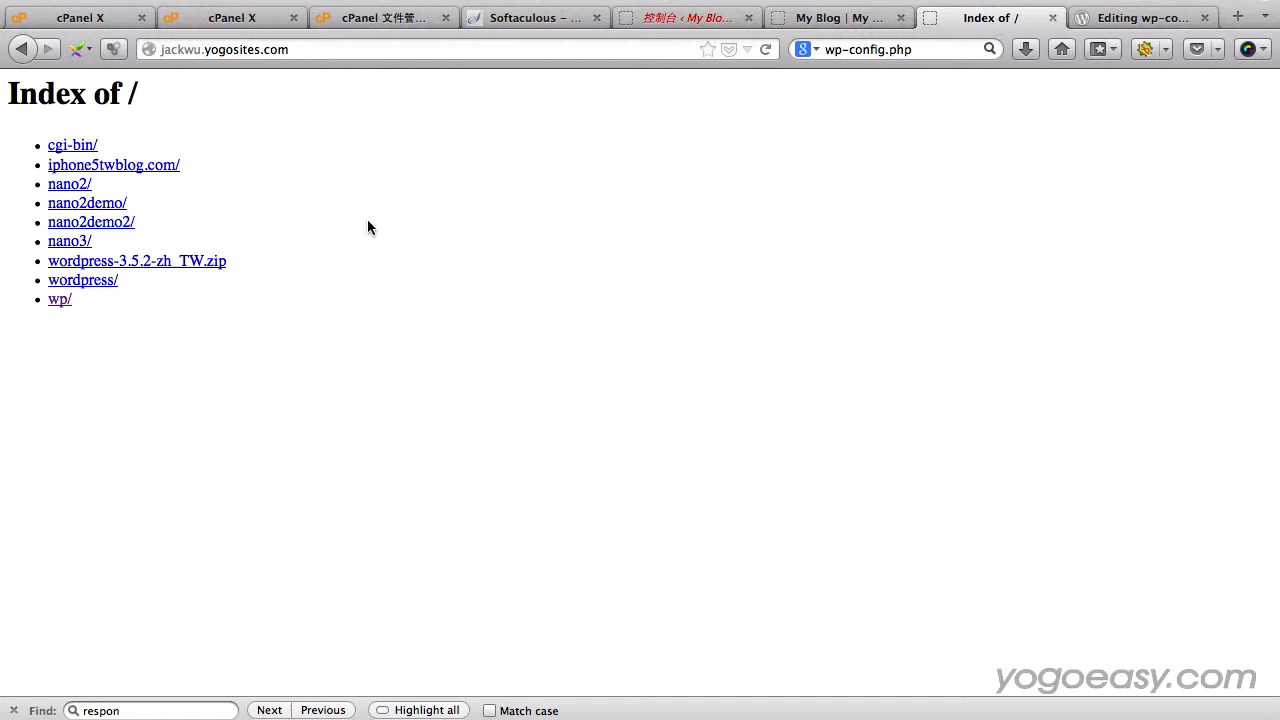 cPanel X
cPanel X
cPanel 文件管...
Softaculous - ...
控制台 ‹ My Blo...
My Blog | My ...
Index of /
Editing wp-co...
jackwu.yogosites.com
wp-config.php
Index of /
cgi-bin/
iphone5twblog.com/
nano2/
nano2demo/
nano2demo2/
nano3/
wordpress-3.5.2-zh_TW.zip
wordpress/
wp/
yogoeasy.com
Find:
respon
Next
Previous
Highlight all
Match case